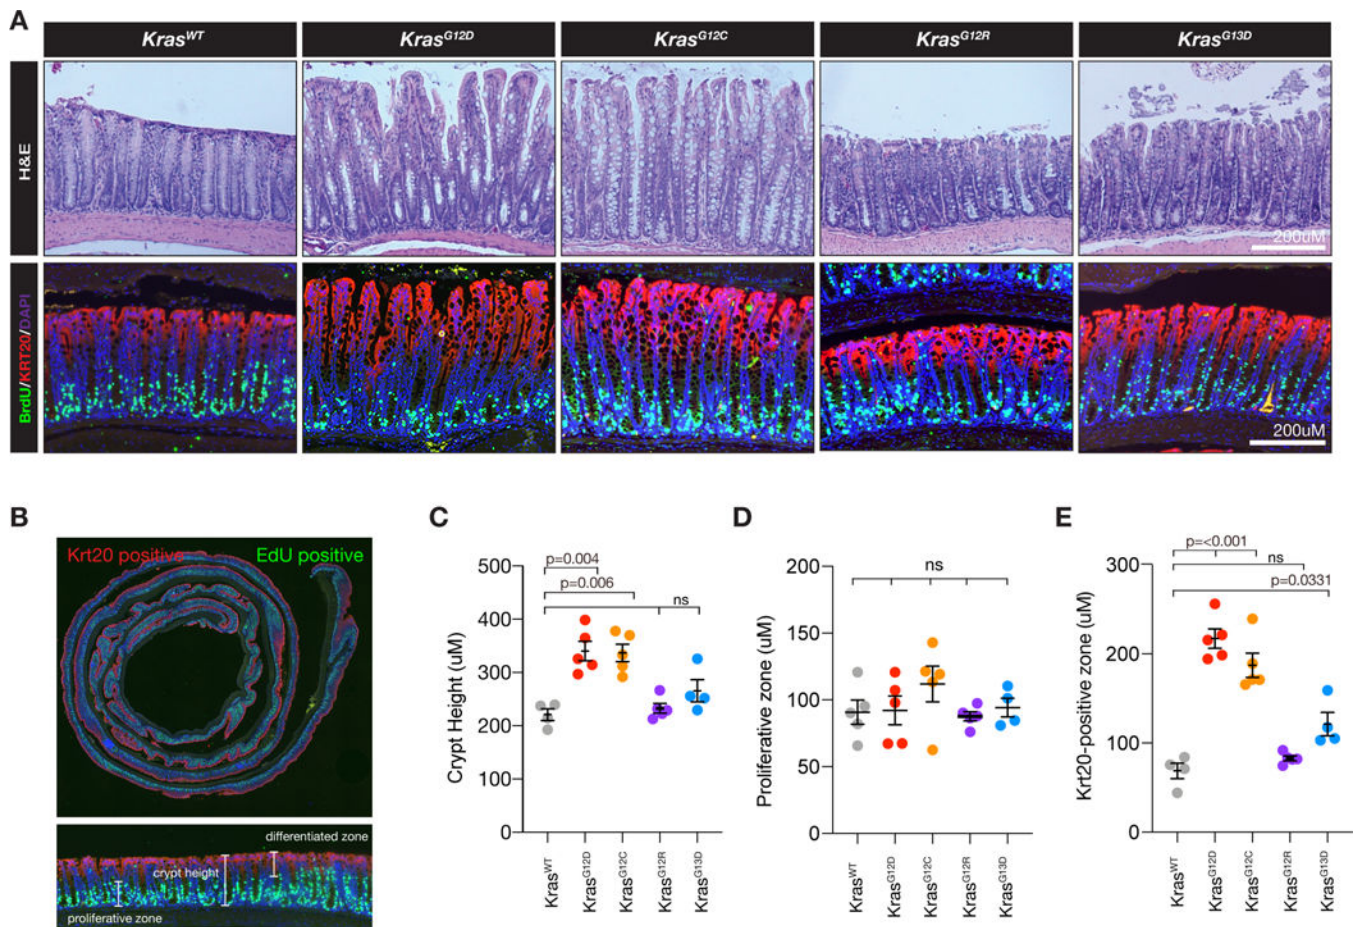 A
Kras^WT Kras^G12D Kras^G12C Kras^G12R Kras^G13D
H&E
200uM
BrdU/KRT20/DAPI
200uM
B
Krt20 positive EdU positive
differentiated zone
crypt height
proliferative zone
C
p=0.004
p=0.006
ns
Crypt Height (uM)
500
400
300
200
100
0
Kras^WT
Kras^G12D
Kras^G12C
Kras^G12R
Kras^G13D
D
ns
Proliferative zone (uM)
200
150
100
50
0
Kras^WT
Kras^G12D
Kras^G12C
Kras^G12R
Kras^G13D
E
p=<0.001
ns
p=0.0331
Krt20-positive zone (uM)
300
200
100
0
Kras^WT
Kras^G12D
Kras^G12C
Kras^G12R
Kras^G13D